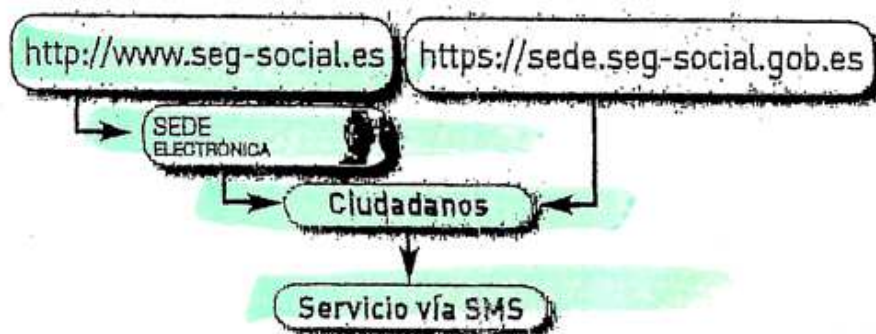 http://www.seg-social.es
https://sede.seg-social.gob.es
SEDE
ELECTRÓNICA
Ciudadanos
Servicio vía SMS